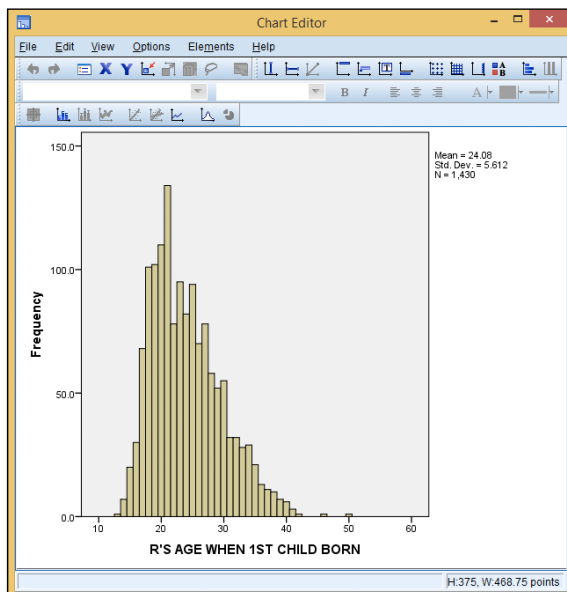 Chart Editor
File Edit View Options Elements Help
X Y
B I A
150.0
Mean = 24.08
Std. Dev. = 5.612
N = 1,430
100.0
50.0
0.0
Frequency
10 20 30 40 50 60
R'S AGE WHEN 1ST CHILD BORN
H:375, W:468.75 points